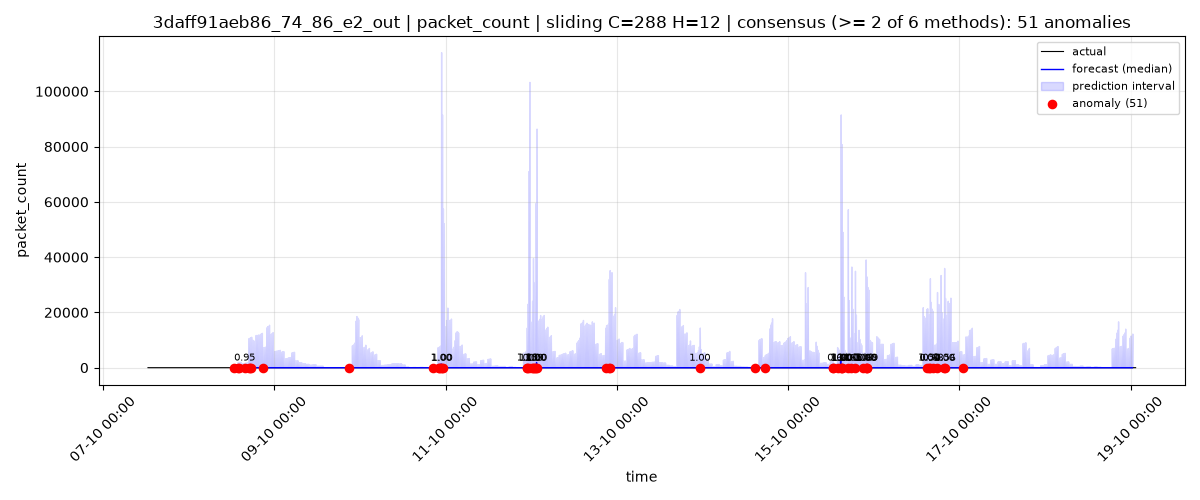 3daff91aeb86_74_86_e2_out | packet_count | sliding C=288 H=12 | consensus (>= 2 of 6 methods): 51 anomalies
actual
forecast (median)
prediction interval
anomaly (51)
packet_count
100000
80000
60000
40000
20000
0
0.95
1.00
1.00
07-10 00:00
09-10 00:00
11-10 00:00
13-10 00:00
15-10 00:00
17-10 00:00
19-10 00:00
time